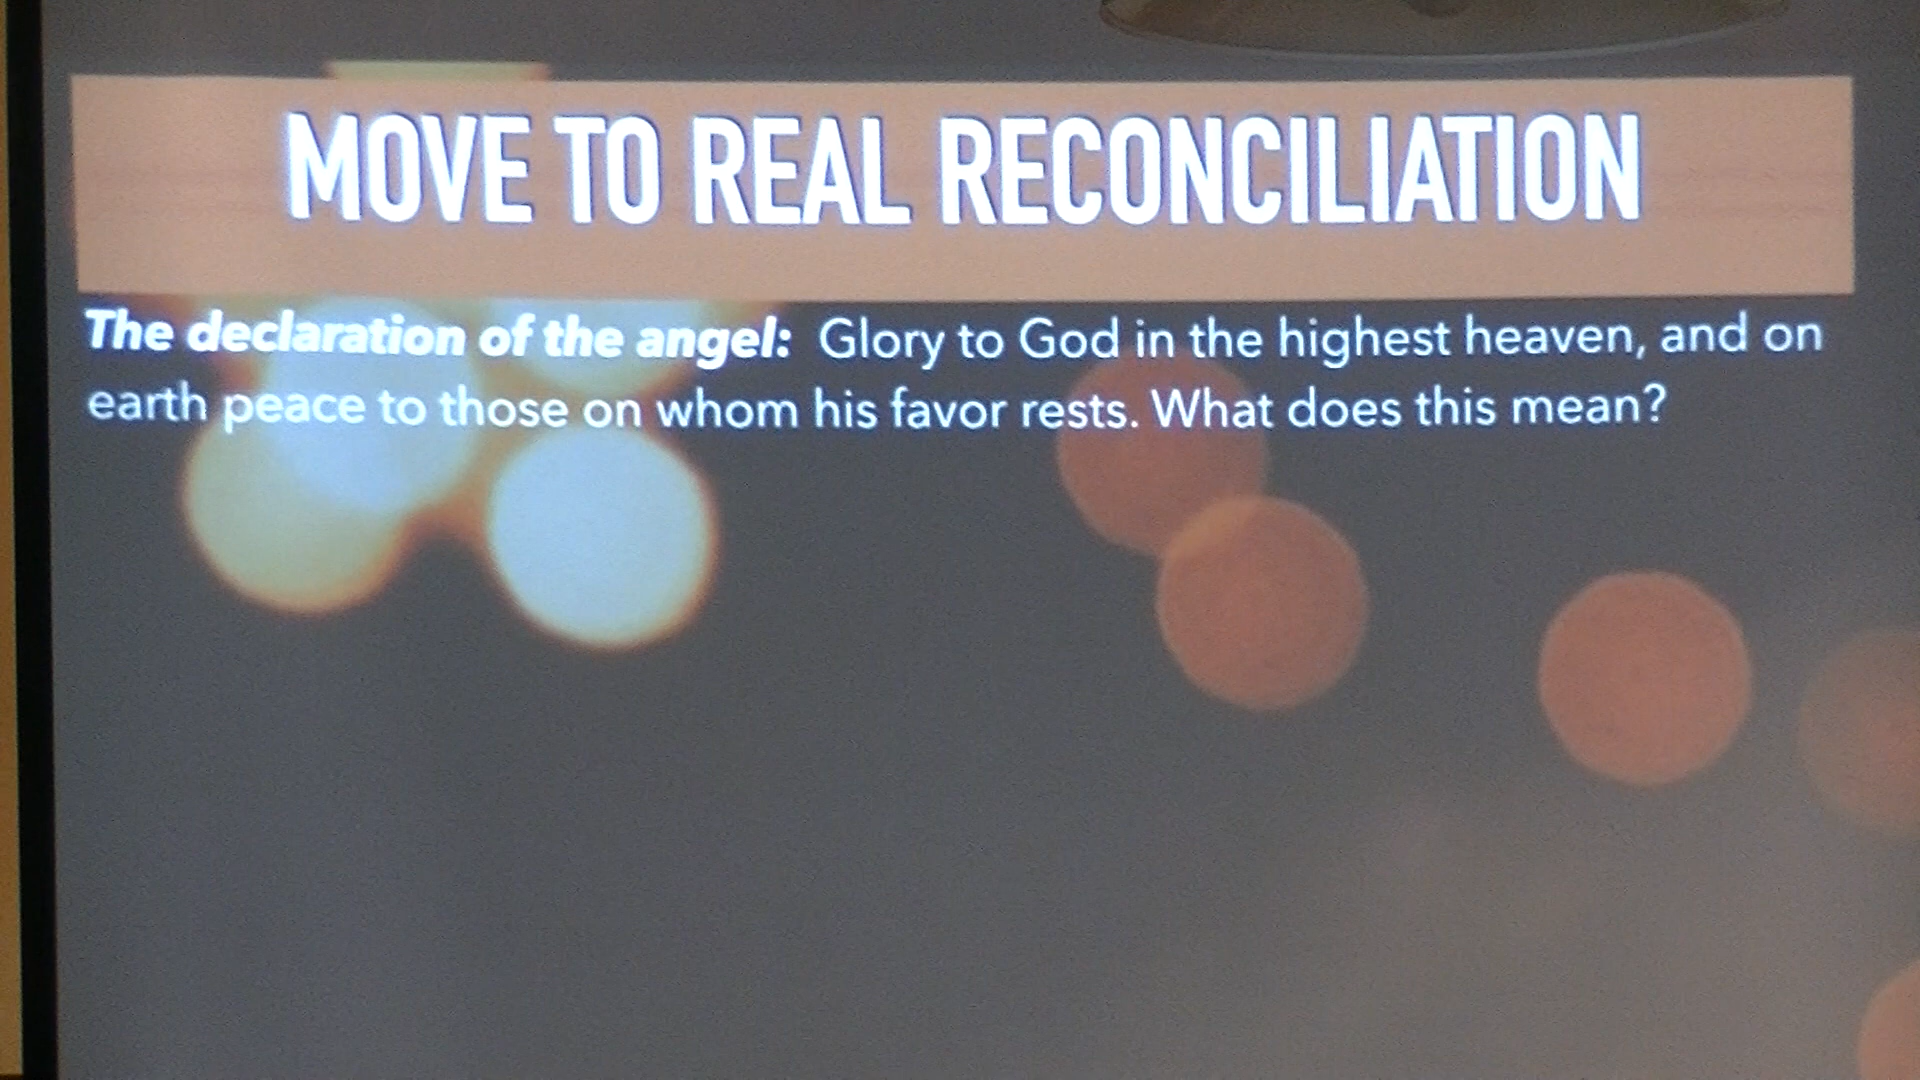 MOVE TO REAL RECONCILIATION
The declaration of the angel: Glory to God in the highest heaven, and on
earth peace to those on whom his favor rests. What does this mean?